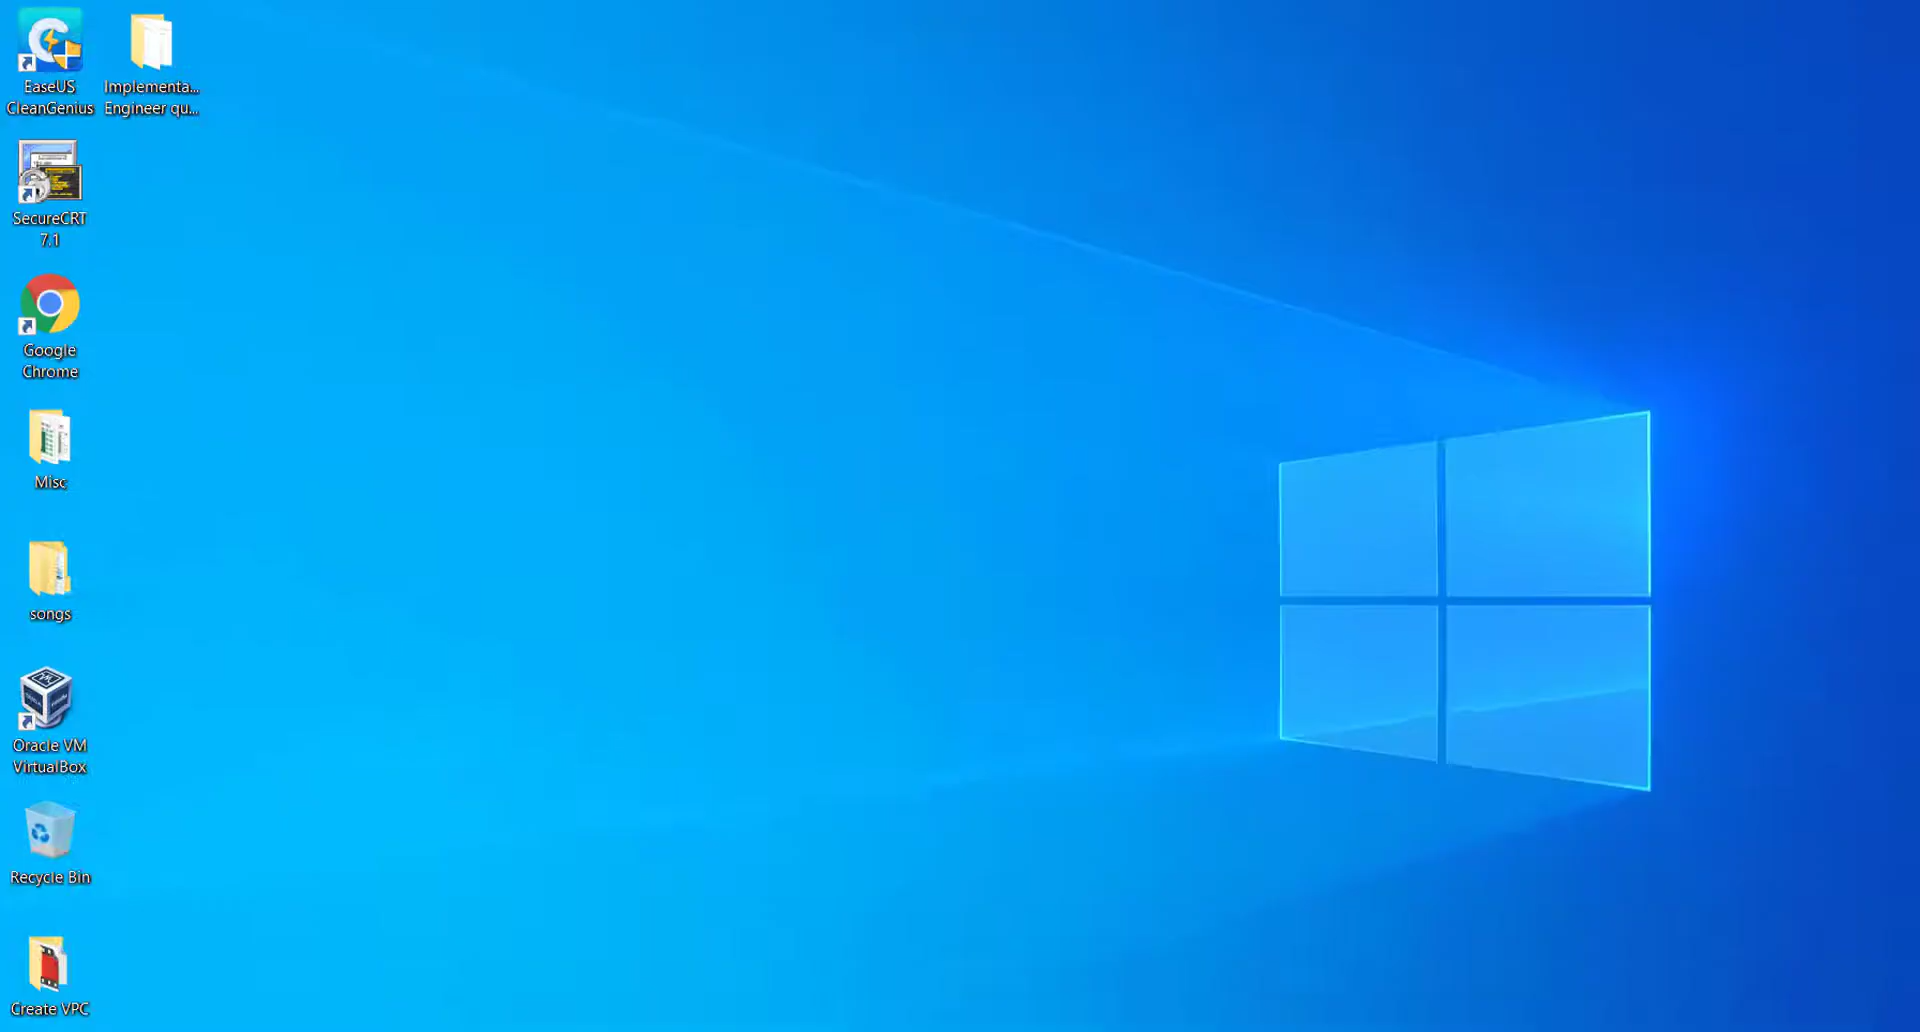 EaseUS
CleanGenius
Implementa...
Engineer qu...
SecureCRT
7.1
Google
Chrome
Misc
songs
Oracle VM
VirtualBox
Recycle Bin
Create VPC